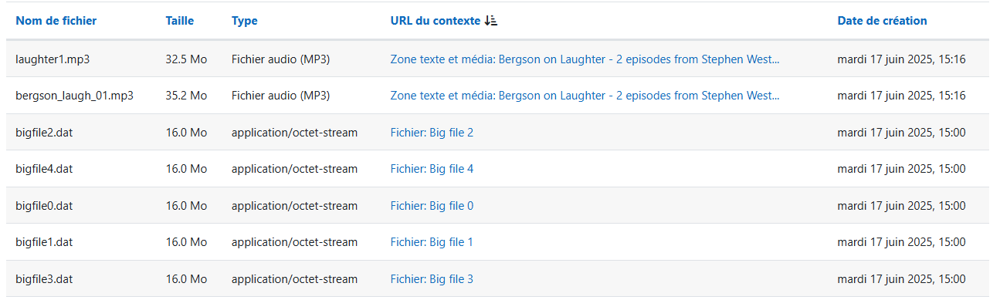 Nom de fichier Taille Type URL du contexte Date de création
laughter1.mp3 32.5 Mo Fichier audio (MP3) Zone texte et média: Bergson on Laughter - 2 episodes from Stephen West... mardi 17 juin 2025, 15:16
bergson_laugh_01.mp3 35.2 Mo Fichier audio (MP3) Zone texte et média: Bergson on Laughter - 2 episodes from Stephen West... mardi 17 juin 2025, 15:16
bigfile2.dat 16.0 Mo application/octet-stream Fichier: Big file 2 mardi 17 juin 2025, 15:00
bigfile4.dat 16.0 Mo application/octet-stream Fichier: Big file 4 mardi 17 juin 2025, 15:00
bigfile0.dat 16.0 Mo application/octet-stream Fichier: Big file 0 mardi 17 juin 2025, 15:00
bigfile1.dat 16.0 Mo application/octet-stream Fichier: Big file 1 mardi 17 juin 2025, 15:00
bigfile3.dat 16.0 Mo application/octet-stream Fichier: Big file 3 mardi 17 juin 2025, 15:00